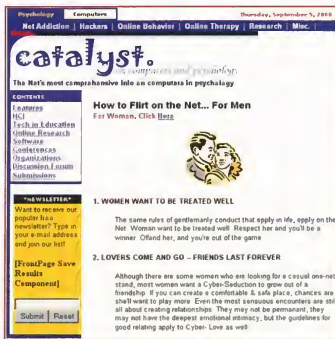 Psychology Computers Thursday, September 5, 2000
Net Addiction | Hackers | Online Behavior | Online Therapy | Research | Misc. |
catalyst.
on computers and psychology.
The Net's most comprehensive Info on computers in psychology
CONTENTS
Features
HCI
Tech in Education
Online Research
Software
Conferences
Organizations
Discussion Forum
Submissions
*NEWSLETTER*
Want to receive our
popular free
newsletter? Type in
your e-mail address
and join our list!
[FrontPage Save
Results
Component]
Submit Reset
How to Flirt on the Net... For Men
For Women, Click Here
1. WOMEN WANT TO BE TREATED WELL
The same rules of gentlemanly conduct that apply in life, apply on the
Net. Women want to be treated well. Respect her and you'll be a
winner. Offend her, and you're out of the game
2. LOVERS COME AND GO – FRIENDS LAST FOREVER
Although there are some women who are looking for a casual one-net
stand, most women want a Cyber-Seduction to grow out of a
friendship. If you can create a comfortable & safe place, chances are
she'll want to play more. Even the most sensuous encounters are still
all about creating relationships. They may not be permanent, they
may not have the deepest emotional intimacy, but the guidelines for
good relating apply to Cyber- Love as well